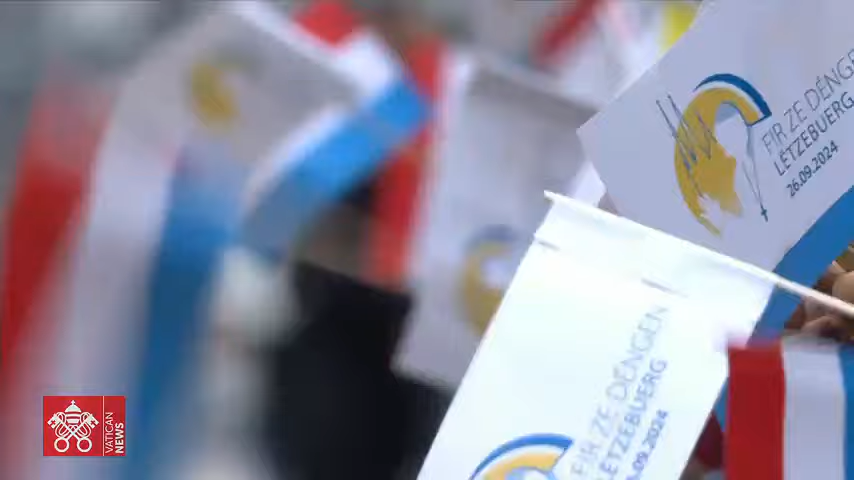 FIR ZE DÉNGEN
LËTZEBUERG
26.09.2024
FIR ZE DÉNGEN
LËTZEBUERG
.09.2024
VATICAN
NEWS